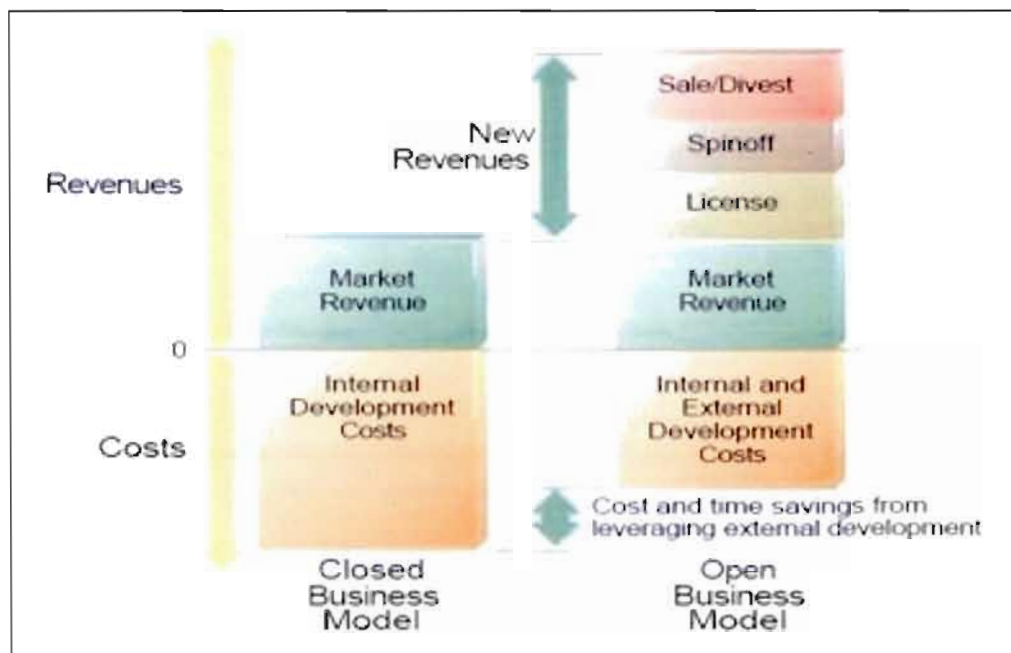 Revenues
0
Costs
Market
Revenue
Internal
Development
Costs
Closed
Business
Model
New
Revenues
Sale/Divest
Spinoff
License
Market
Revenue
Internal and
External
Development
Costs
Cost and time savings from
leveraging external development
Open
Business
Model